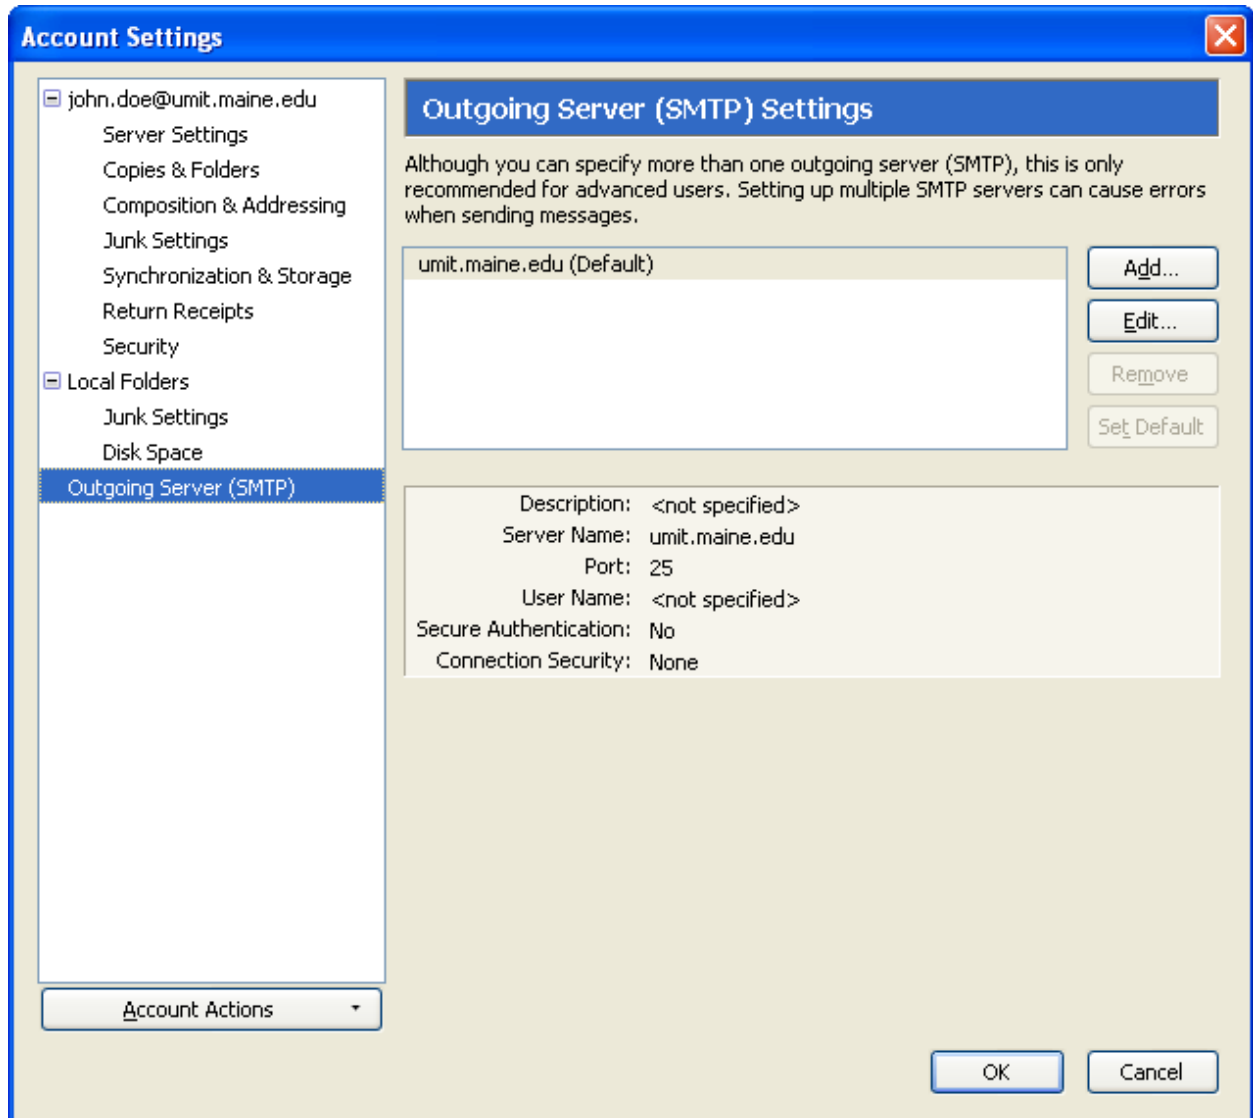 Account Settings
john.doe@umit.maine.edu
Server Settings
Copies & Folders
Composition & Addressing
Junk Settings
Synchronization & Storage
Return Receipts
Security
Local Folders
Junk Settings
Disk Space
Outgoing Server (SMTP)
Account Actions
Outgoing Server (SMTP) Settings
Although you can specify more than one outgoing server (SMTP), this is only
recommended for advanced users. Setting up multiple SMTP servers can cause errors
when sending messages.
umit.maine.edu (Default)
Add...
Edit...
Remove
Set Default
Description: <not specified>
Server Name: umit.maine.edu
Port: 25
User Name: <not specified>
Secure Authentication: No
Connection Security: None
OK
Cancel